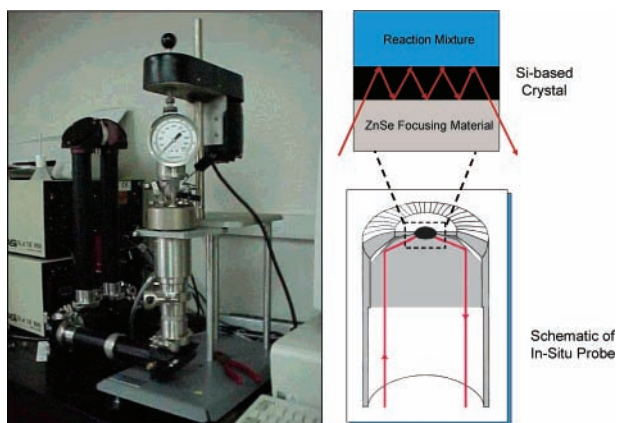 Reaction Mixture
Si-based
Crystal
ZnSe Focusing Material
Schematic of
In-Situ Probe